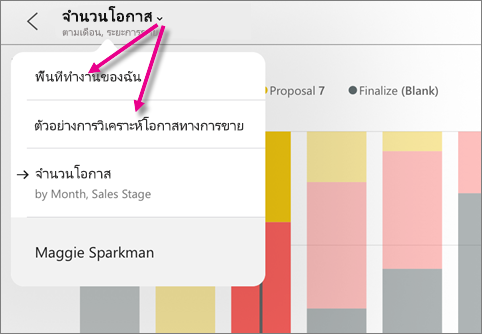 จำนวนโอกาส
ตามเดือน, ระยะการขาย
พื้นที่ทำงานของฉัน
Proposal 7
Finalize (Blank)
ตัวอย่างการวิเคราะห์โอกาสทางการขาย
จำนวนโอกาส
by Month, Sales Stage
Maggie Sparkman